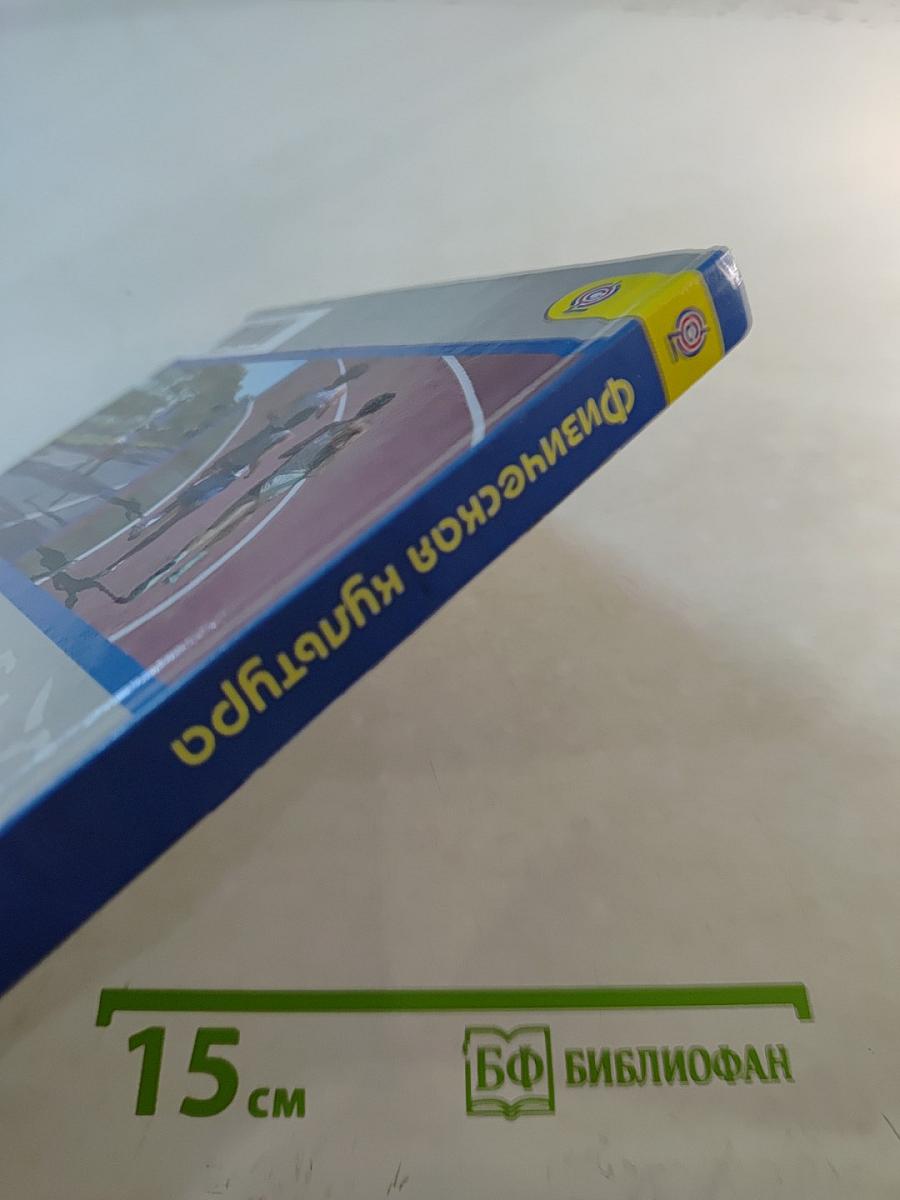 Физическая культура
15 см
БФ БИБЛИОФАН